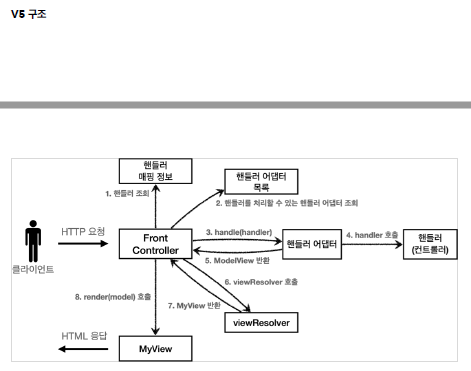 V5 구조
핸들러
매핑 정보
핸들러 어댑터
목록
1. 핸들러 조회
2. 핸들러를 처리할 수 있는 핸들러 어댑터 조회
HTTP 요청
Front
Controller
3. handle(handler)
핸들러 어댑터
4. handler 호출
핸들러
(컨트롤러)
5. ModelView 반환
클라이언트
6. viewResolver 호출
8. render(model) 호출
7. MyView 반환
viewResolver
HTML 응답
MyView